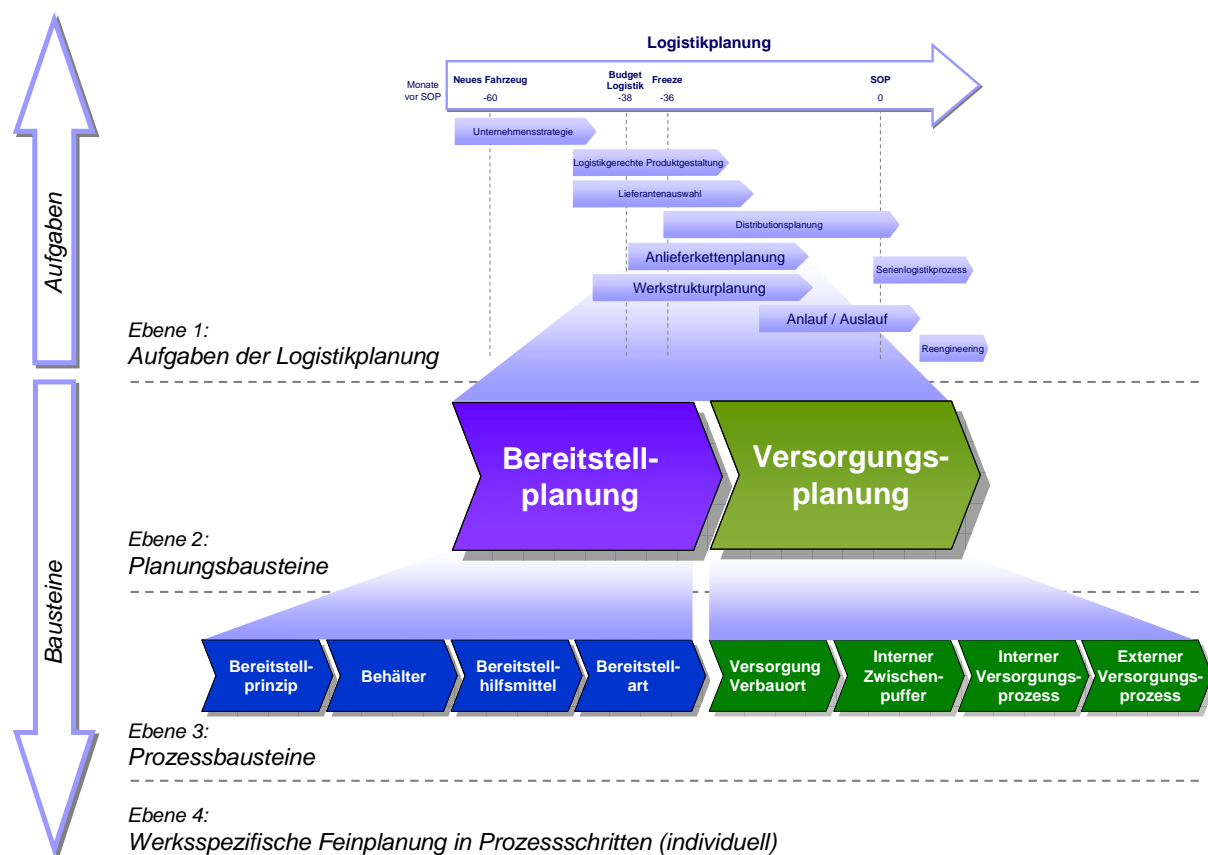 Logistikplanung
Monate
vor SOP
Neues Fahrzeug
-60
Budget
Logistik
-38
Freeze
-36
SOP
0
Unternehmensstrategie
Logistikgerechte Produktgestaltung
Lieferantenauswahl
Distributionsplanung
Anlieferkettenplanung
Serienlogistikprozess
Werkstrukturplanung
Anlauf / Auslauf
Reengineering
Aufgaben
Ebene 1:
Aufgaben der Logistikplanung
Bereitstell-
planung
Versorgungs-
planung
Ebene 2:
Planungsbausteine
Bausteine
Bereitstell-
prinzip
Behälter
Bereitstell-
hilfsmittel
Bereitstell-
art
Versorgung
Verbauort
Interner
Zwischen-
puffer
Interner
Versorgungs-
prozess
Externer
Versorgungs-
prozess
Ebene 3:
Prozessbausteine
Ebene 4:
Werksspezifische Feinplanung in Prozessschritten (individuell)